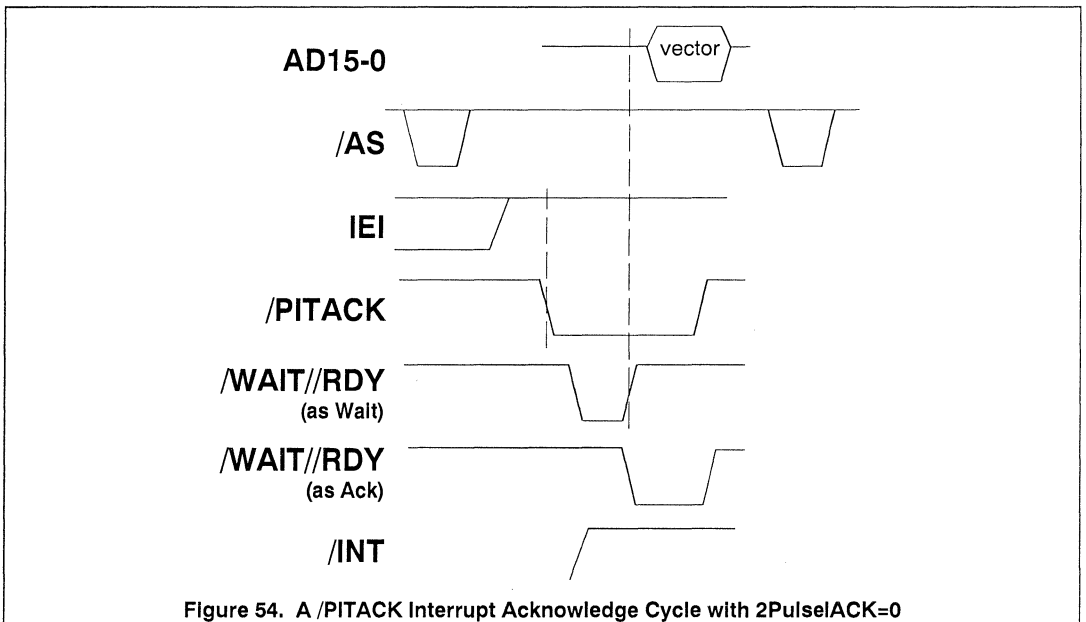 AD15-0
vector
/AS
IEI
/PITACK
/WAIT//RDY
(as Wait)
/WAIT//RDY
(as Ack)
/INT
Figure 54. A /PITACK Interrupt Acknowledge Cycle with 2PulseIACK=0